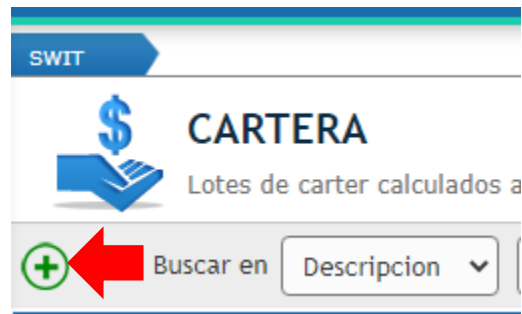 SWIT
CARTERA
Lotes de carter calculados a
Buscar en Descripcion